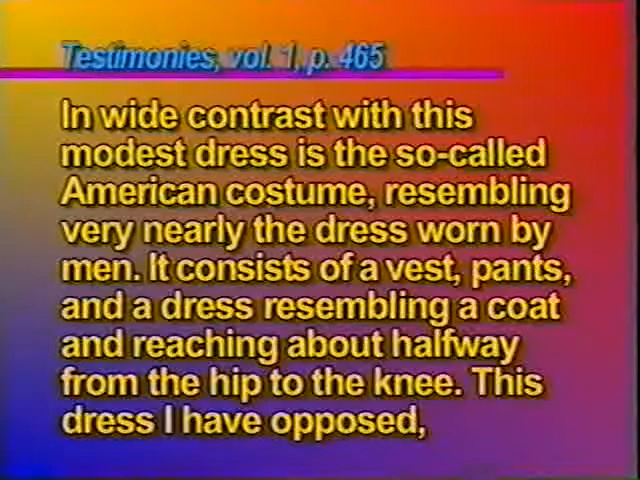 Testimonies, vol. 1, p. 465
In wide contrast with this
modest dress is the so-called
American costume, resembling
very nearly the dress worn by
men. It consists of a vest, pants,
and a dress resembling a coat
and reaching about halfway
from the hip to the knee. This
dress I have opposed,